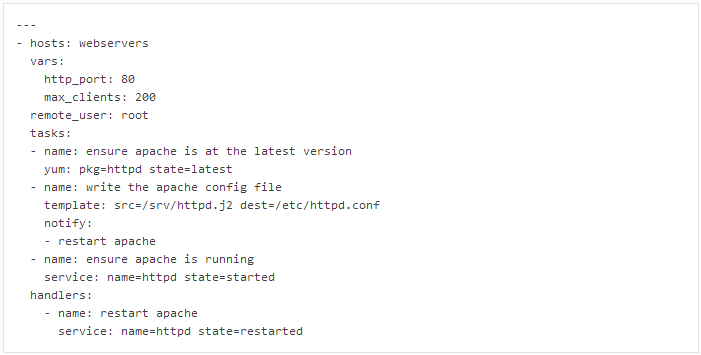 ---
- hosts: webservers
  vars:
    http_port: 80
    max_clients: 200
  remote_user: root
  tasks:
  - name: ensure apache is at the latest version
    yum: pkg=httpd state=latest
  - name: write the apache config file
    template: src=/srv/httpd.j2 dest=/etc/httpd.conf
    notify:
    - restart apache
  - name: ensure apache is running
    service: name=httpd state=started
  handlers:
    - name: restart apache
      service: name=httpd state=restarted